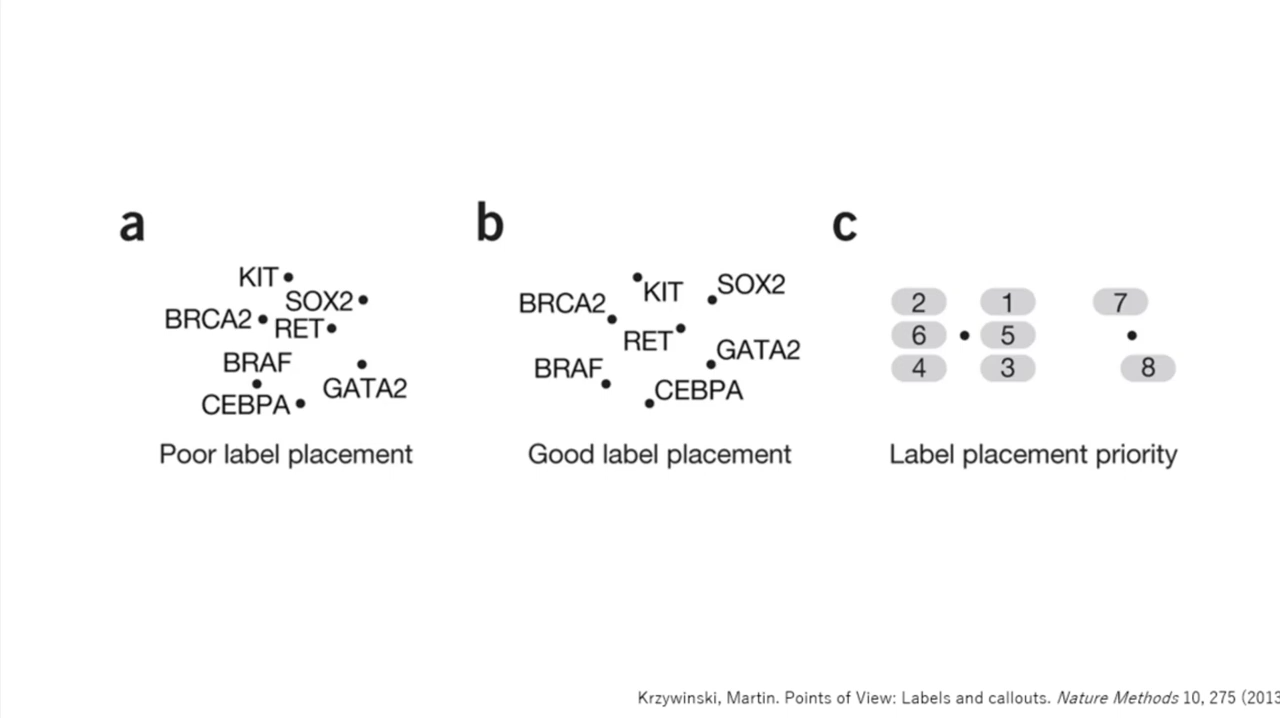 a
KIT
SOX2
BRCA2
RET
BRAF
GATA2
CEBPA
Poor label placement
b
SOX2
KIT
BRCA2
RET
GATA2
BRAF
CEBPA
Good label placement
c
2 1 7
6 5
4 3 8
Label placement priority
Krzywinski, Martin. Points of View: Labels and callouts. Nature Methods 10, 275 (2013